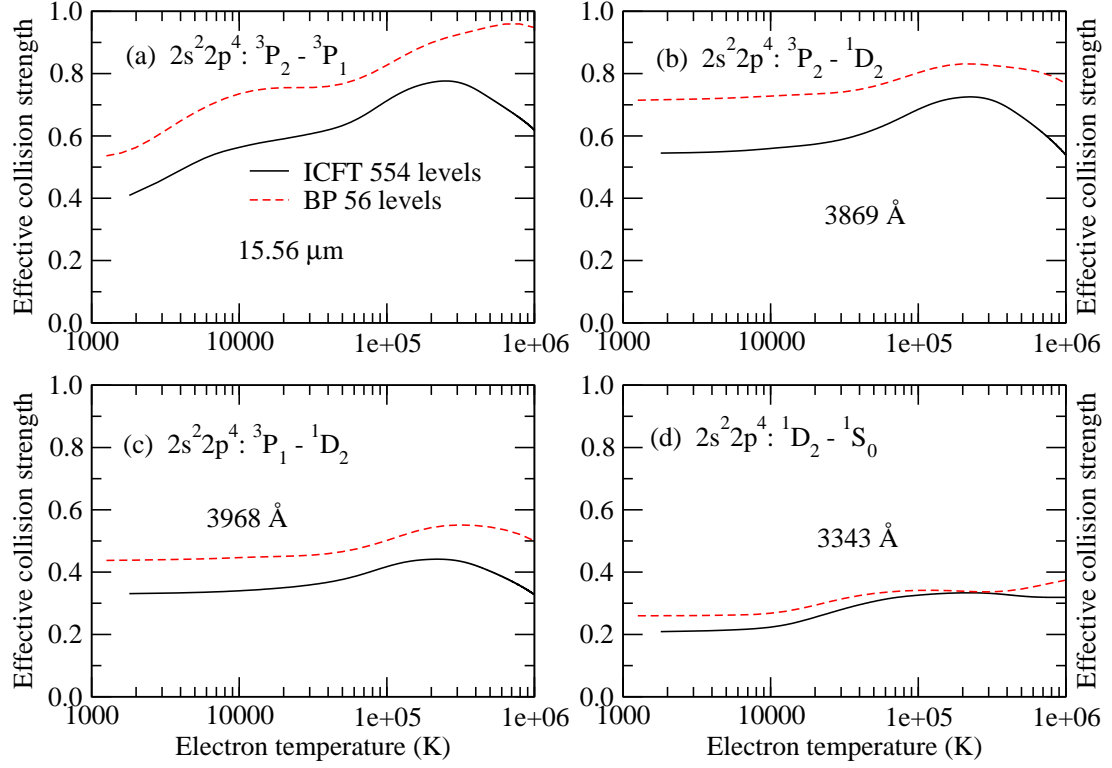 Effective collision strength
1.0
0.8
0.6
0.4
0.2
0.0
(a) 2s²2p⁴: ³P₂ - ³P₁
ICFT 554 levels
BP 56 levels
15.56 μm
1000
10000
1e+05
1e+06
1.0
0.8
0.6
0.4
0.2
0.0
(b) 2s²2p⁴: ³P₂ - ¹D₂
3869 Å
1000
10000
1e+05
1e+06
Effective collision strength
Effective collision strength
1.0
0.8
0.6
0.4
0.2
0.0
(c) 2s²2p⁴: ³P₁ - ¹D₂
3968 Å
1000
10000
1e+05
1e+06
Electron temperature (K)
1.0
0.8
0.6
0.4
0.2
0.0
(d) 2s²2p⁴: ¹D₂ - ¹S₀
3343 Å
1000
10000
1e+05
1e+06
Electron temperature (K)
Effective collision strength